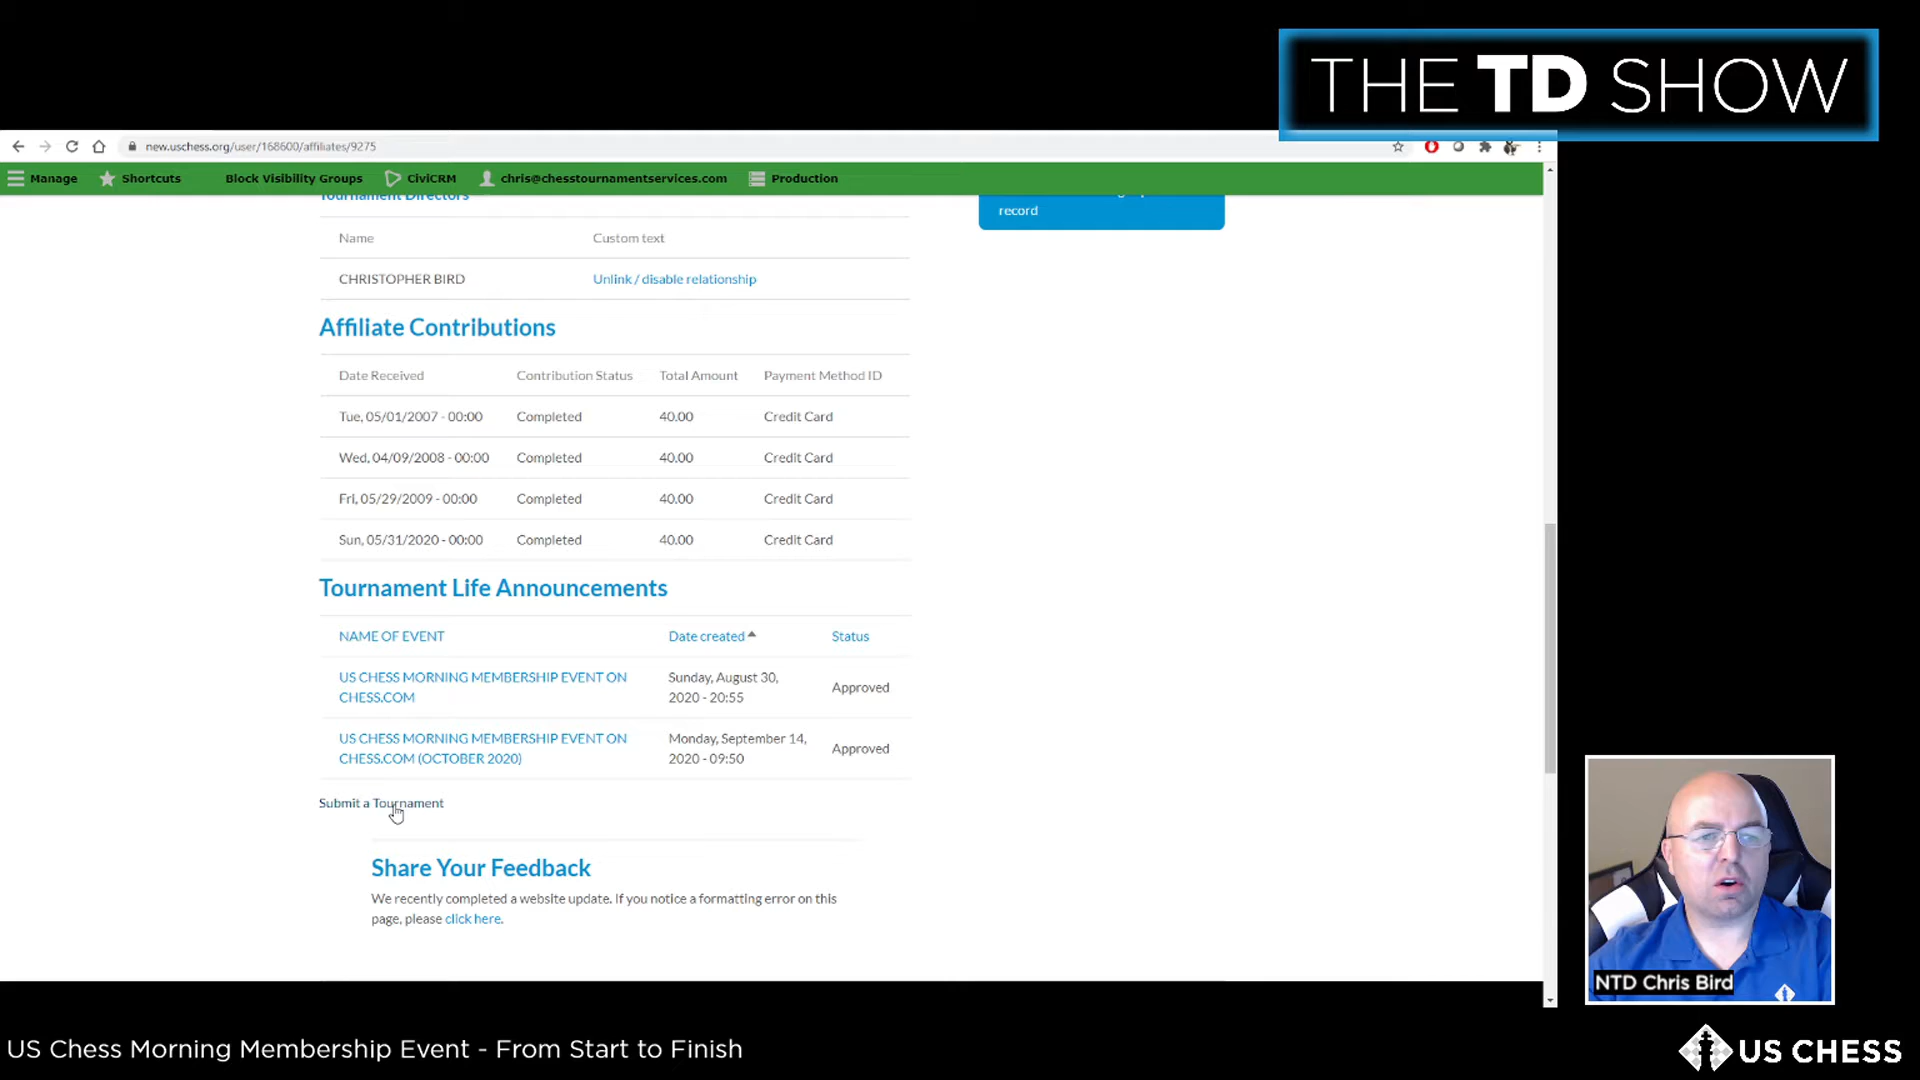 THE TD SHOW
new.uschess.org/user/168600/affiliates/9275
Manage Shortcuts Block Visibility Groups CiviCRM chris@chesstournamentservices.com Production
Tournament Directors
record
Name Custom text
CHRISTOPHER BIRD Unlink / disable relationship
Affiliate Contributions
Date Received Contribution Status Total Amount Payment Method ID
Tue, 05/01/2007 - 00:00 Completed 40.00 Credit Card
Wed, 04/09/2008 - 00:00 Completed 40.00 Credit Card
Fri, 05/29/2009 - 00:00 Completed 40.00 Credit Card
Sun, 05/31/2020 - 00:00 Completed 40.00 Credit Card
Tournament Life Announcements
NAME OF EVENT Date created Status
US CHESS MORNING MEMBERSHIP EVENT ON
CHESS.COM
Sunday, August 30,
2020 - 20:55
Approved
US CHESS MORNING MEMBERSHIP EVENT ON
CHESS.COM (OCTOBER 2020)
Monday, September 14,
2020 - 09:50
Approved
Submit a Tournament
Share Your Feedback
We recently completed a website update. If you notice a formatting error on this
page, please click here.
NTD Chris Bird
US Chess Morning Membership Event - From Start to Finish
US CHESS